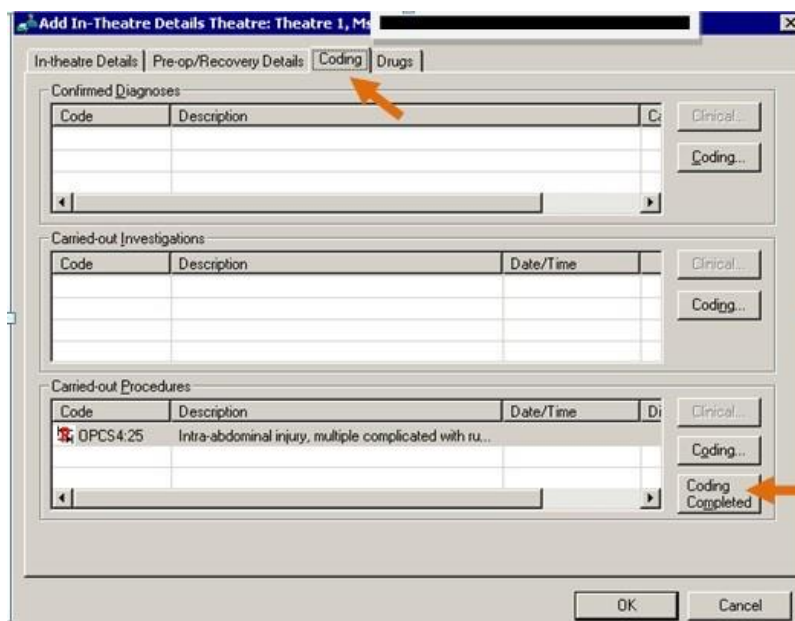 Add In-Theatre Details Theatre: Theatre 1, Ms
In-theatre Details Pre-op/Recovery Details Coding Drugs
Confirmed Diagnoses
Code Description Ca Clinical...
Coding...
Carried-out Investigations
Code Description Date/Time Clinical...
Coding...
Carried-out Procedures
Code Description Date/Time Di Clinical...
OPCS4:25 Intra-abdominal injury, multiple complicated with ru...
Coding...
Coding
Completed
OK Cancel